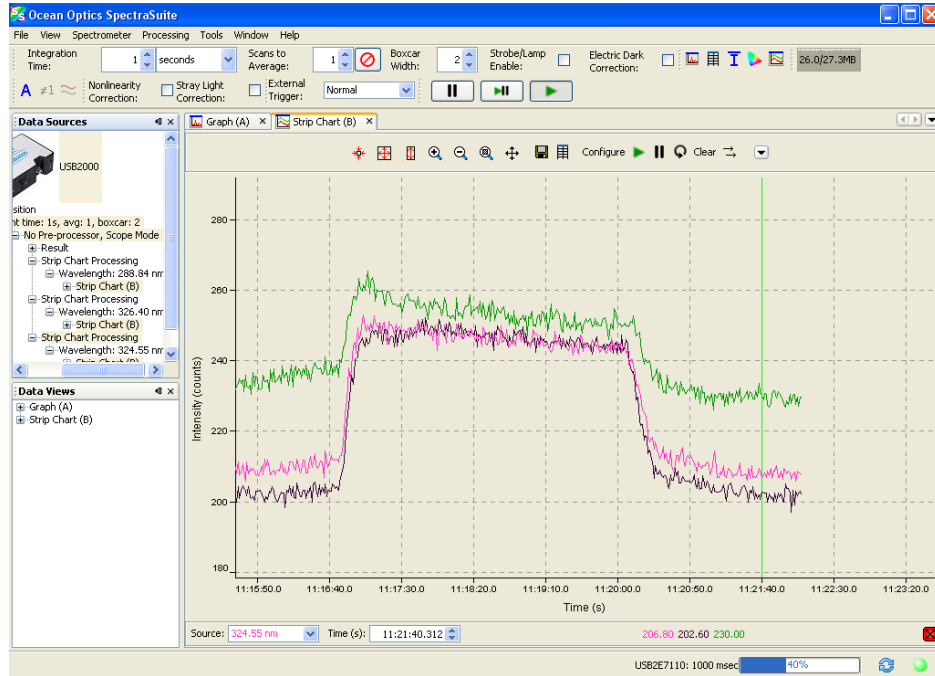 Ocean Optics SpectraSuite
File View Spectrometer Processing Tools Window Help
Integration Time: 1 seconds Scans to Average: 1 Boxcar Width: 2 Strobe/Lamp Enable: Electric Dark Correction: 26.0/27.3MB
A ≠1 Nonlinearity Correction: Stray Light Correction: External Trigger: Normal
Data Sources
Graph (A) Strip Chart (B)
USB2000
Configure Clear
sition
nt time: 1s, avg: 1, boxcar: 2
No Pre-processor, Scope Mode
Result
Strip Chart Processing
Wavelength: 288.84 nm
Strip Chart (B)
Strip Chart Processing
Wavelength: 326.40 nm
Strip Chart (B)
Strip Chart Processing
Wavelength: 324.55 nm
Data Views
Graph (A)
Strip Chart (B)
Intensity (counts)
280
260
240
220
200
180
11:15:50.0 11:16:40.0 11:17:30.0 11:18:20.0 11:19:10.0 11:20:00.0 11:20:50.0 11:21:40.0 11:22:30.0 11:23:20.0
Time (s)
Source: 324.55 nm Time (s): 11:21:40.312 206.80 202.60 230.00
USB2E7110: 1000 msec 40%